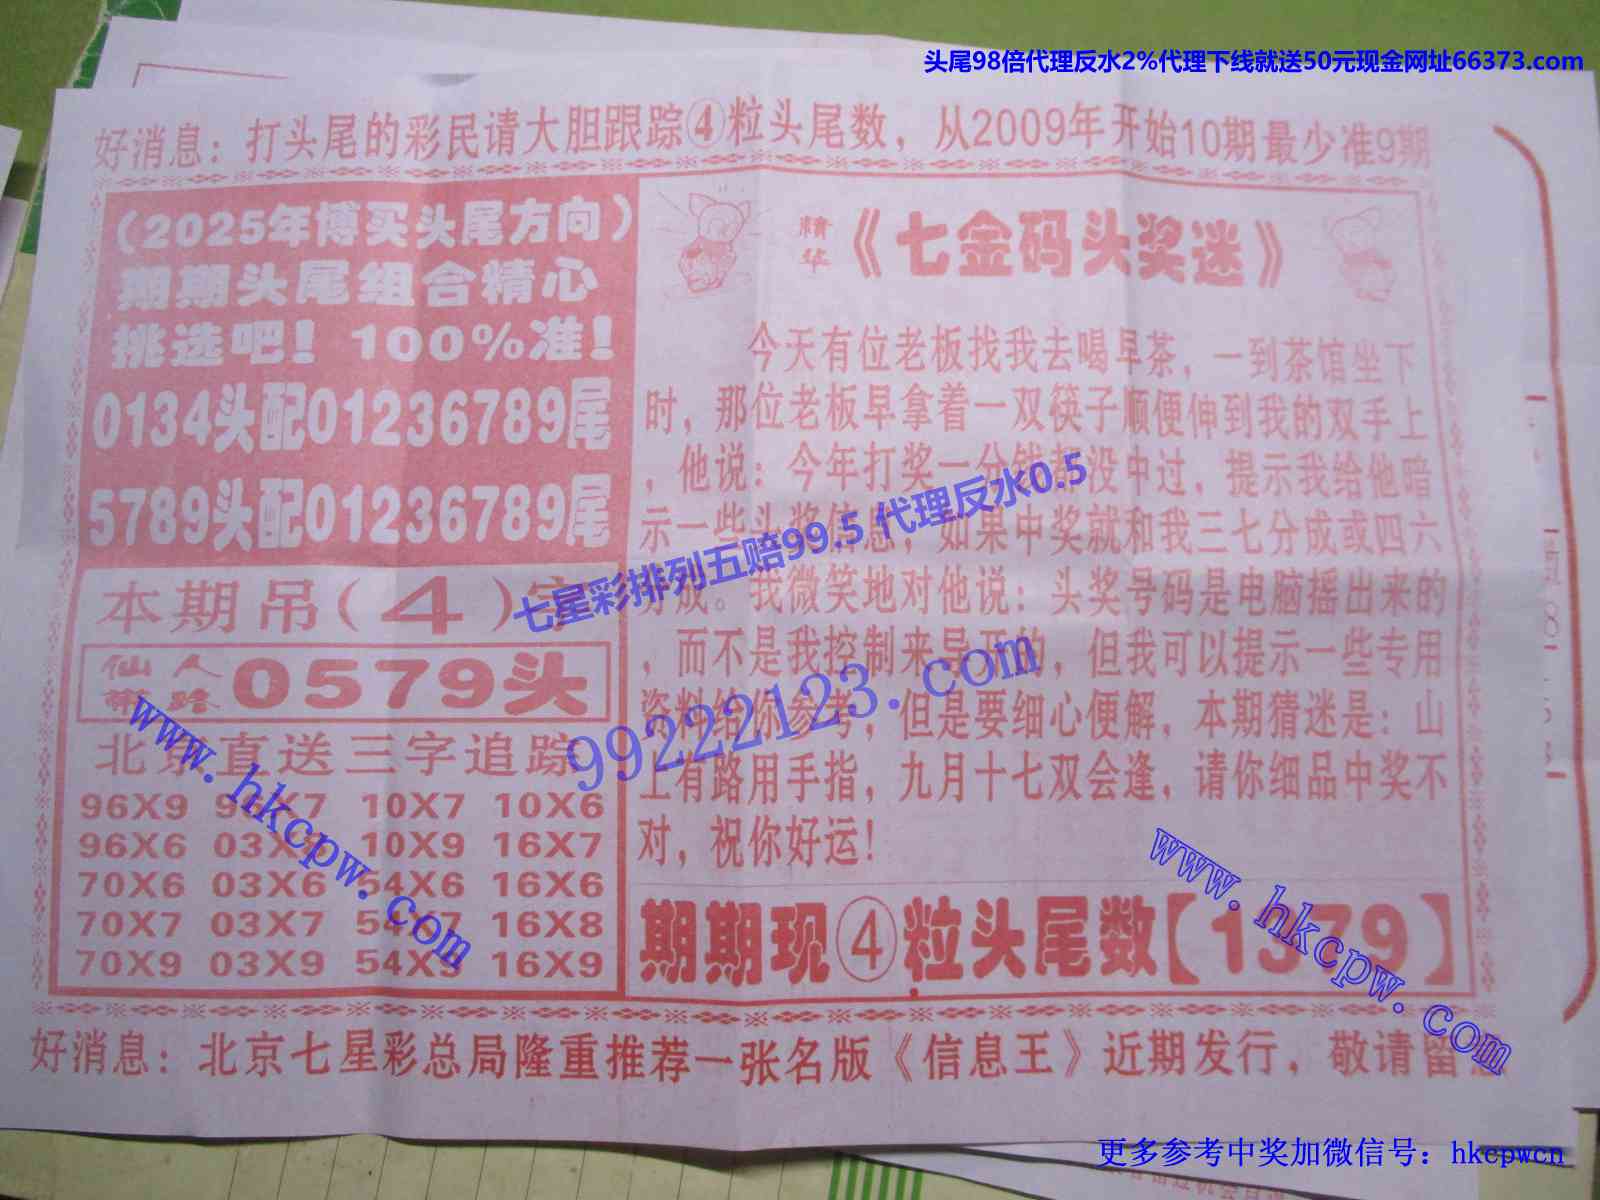 头尾98倍代理反水2%代理下线就送50元现金网址66373.com
好消息：打头尾的彩民请大胆跟踪④粒头尾数，从2009年开始10期最少准9期
（2025年博买头尾方向）
期期头尾组合精心
挑选吧！100%准！
0134头配01236789尾
5789头配01236789尾
本期吊（4）字
仙人
路 0579头
北京直送三字追踪
96X9 96X7 10X7 10X6
96X6 03X8 10X9 16X7
70X6 03X6 54X6 16X6
70X7 03X7 54X7 16X8
70X9 03X9 54X9 16X9
精华《七金码头奖迷》
今天有位老板找我去喝早茶，一到茶馆坐下
时，那位老板早拿着一双筷子顺便伸到我的双手上
，他说：今年打奖一分钱都没中过，提示我给他暗
示一些头奖信息，如果中奖就和我三七分成或四六
分成。我微笑地对他说：头奖号码是电脑摇出来的
，而不是我控制来导开的，但我可以提示一些专用
资料给你参考，但是要细心便解，本期猜迷是：山
上有路用手指，九月十七双会逢，请你细品中奖不
对，祝你好运！
期期现④粒头尾数【1379】
好消息：北京七星彩总局隆重推荐一张名版《信息王》近期发行，敬请留
七星彩排列五赔99.5 代理反水0.5
99222123.com
www.hkcpw.com
www.hkcpw.com
更多参考中奖加微信号：hkcpwcn